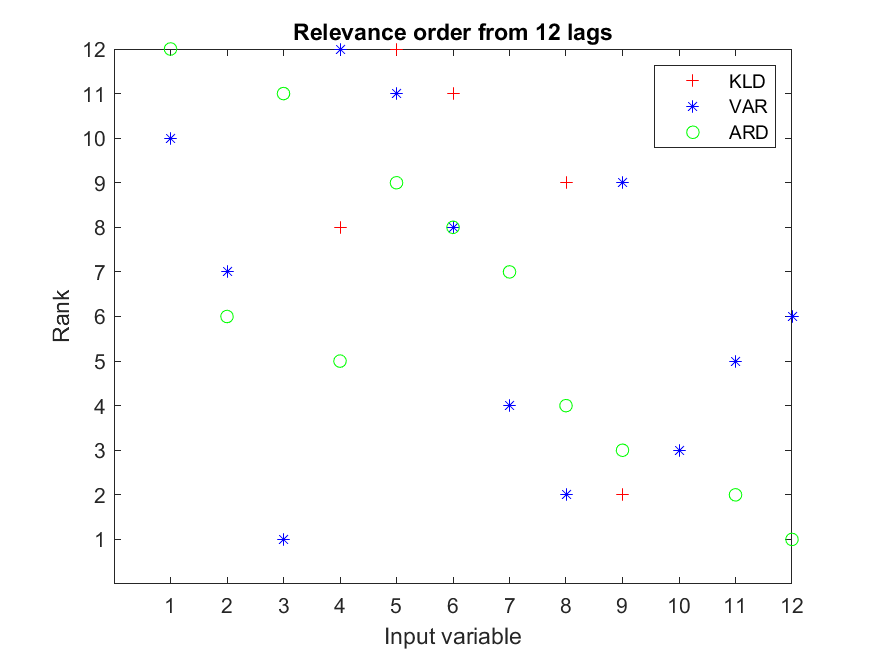 Relevance order from 12 lags
KLD
VAR
ARD
12
11
10
9
8
7
6
5
4
3
2
1
Rank
1 2 3 4 5 6 7 8 9 10 11 12
Input variable